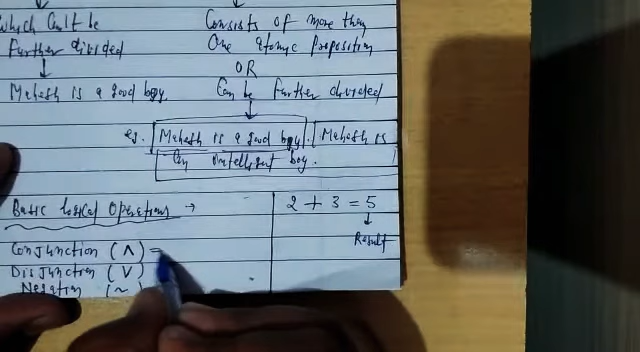 Which Can't be
Further divided
Mahesh is a good boy.
Consists of more than
One atomic proposition
OR
Can be further divided
eg. Mahesh is a good boy. Mahesh is
an intelligent boy.
Basic logical Operations →
Conjunction (∧) =
Disjunction (∨)
Negation (~)
2 + 3 = 5
Result